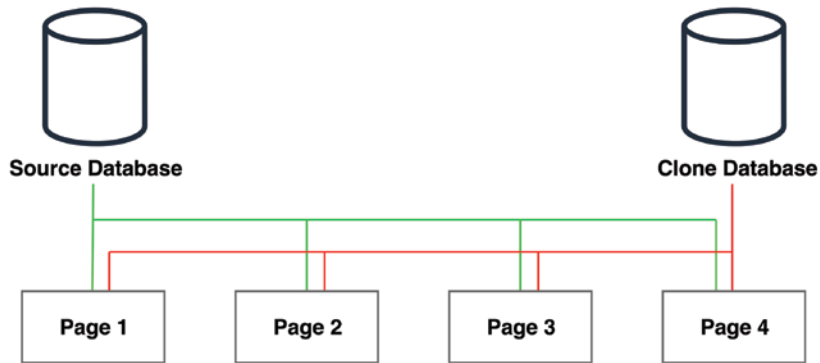 Source Database
Clone Database
Page 1
Page 2
Page 3
Page 4